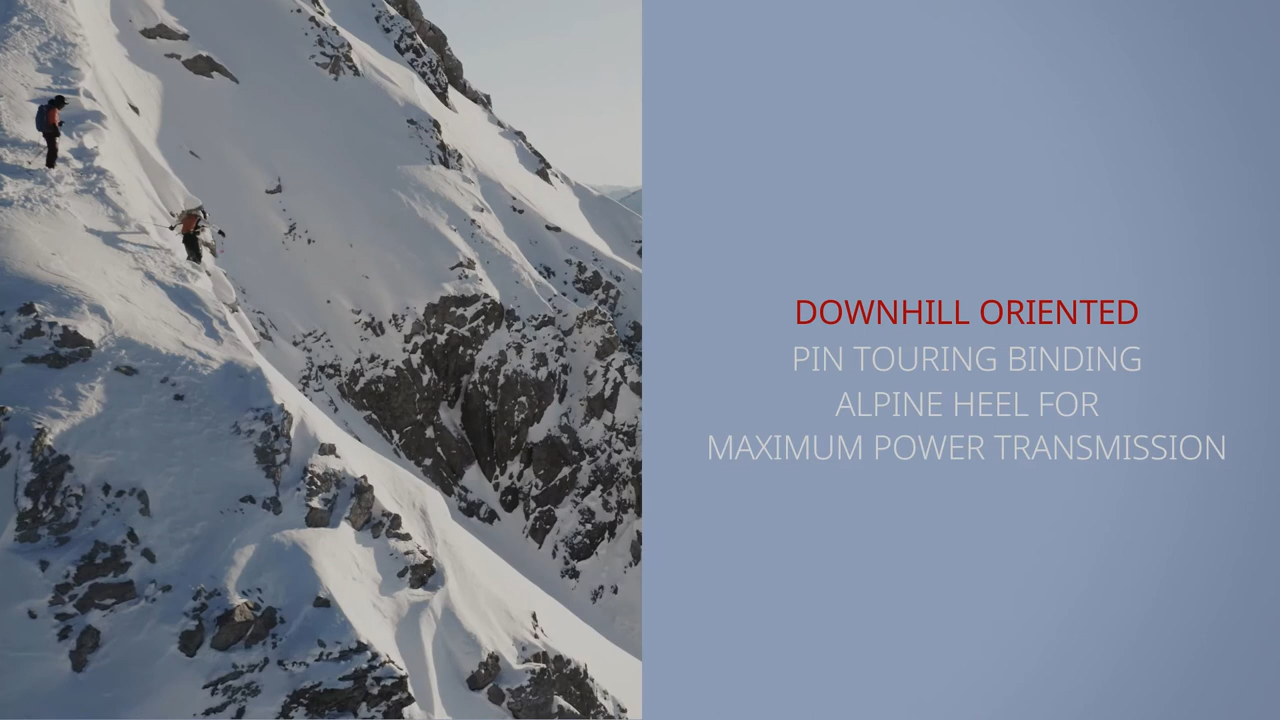 DOWNHILL ORIENTED
PIN TOURING BINDING
ALPINE HEEL FOR
MAXIMUM POWER TRANSMISSION